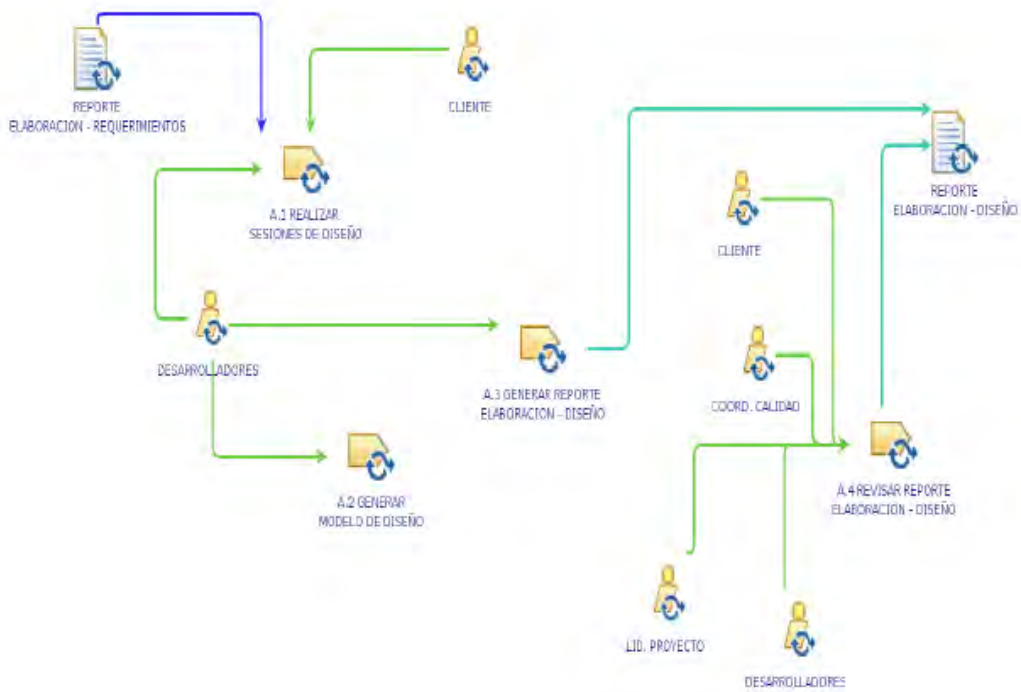 REPORTE
ELABORACION - REQUERIMIENTOS
CLIENTE
A.1 REALIZAR
SESIONES DE DISEÑO
REPORTE
ELABORACION - DISEÑO
CLIENTE
DESARROLLADORES
A.3 GENERAR REPORTE
ELABORACION - DISEÑO
COORD. CALIDAD
A.2 GENERAR
MODELO DE DISEÑO
A.4 REVISAR REPORTE
ELABORACION - DISEÑO
LID. PROYECTO
DESARROLLADORES